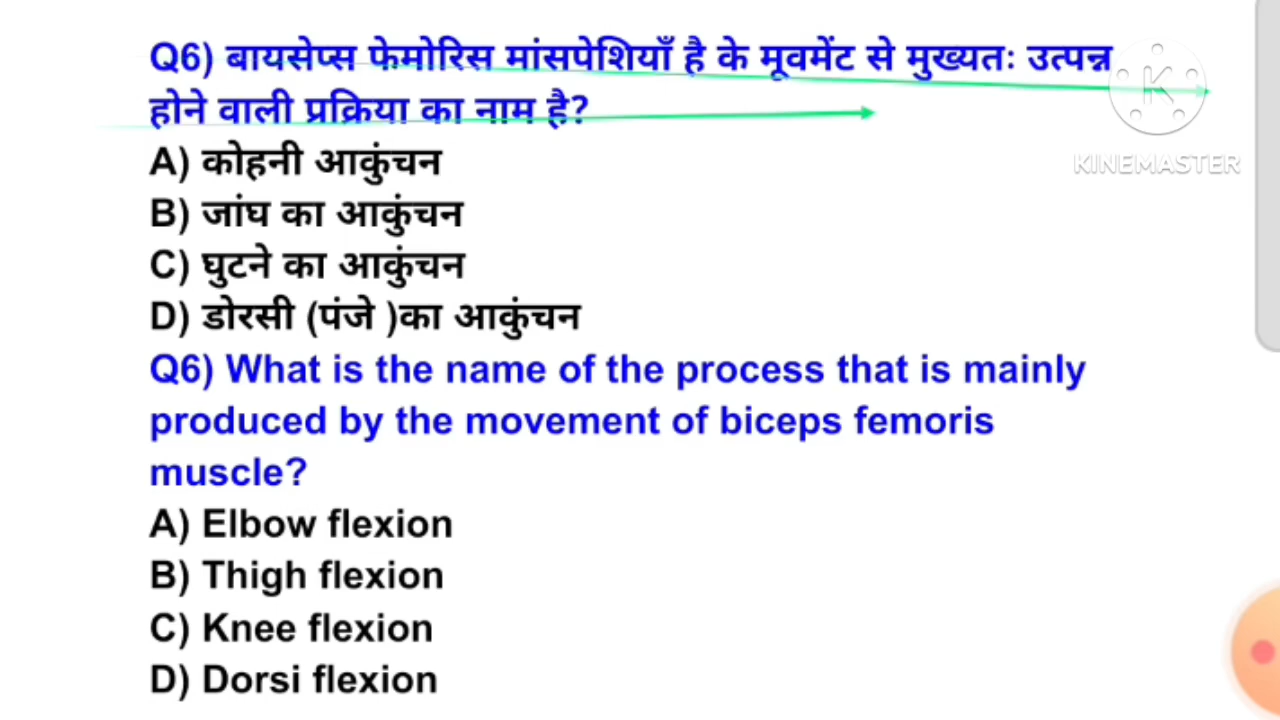 Q6) बायसेप्स फेमोरिस मांसपेशियाँ है के मूवमेंट से मुख्यतः उत्पन्न
होने वाली प्रक्रिया का नाम है?
K
KINEMASTER
A) कोहनी आकुंचन
B) जांघ का आकुंचन
C) घुटने का आकुंचन
D) डोरसी (पंजे )का आकुंचन
Q6) What is the name of the process that is mainly
produced by the movement of biceps femoris
muscle?
A) Elbow flexion
B) Thigh flexion
C) Knee flexion
D) Dorsi flexion